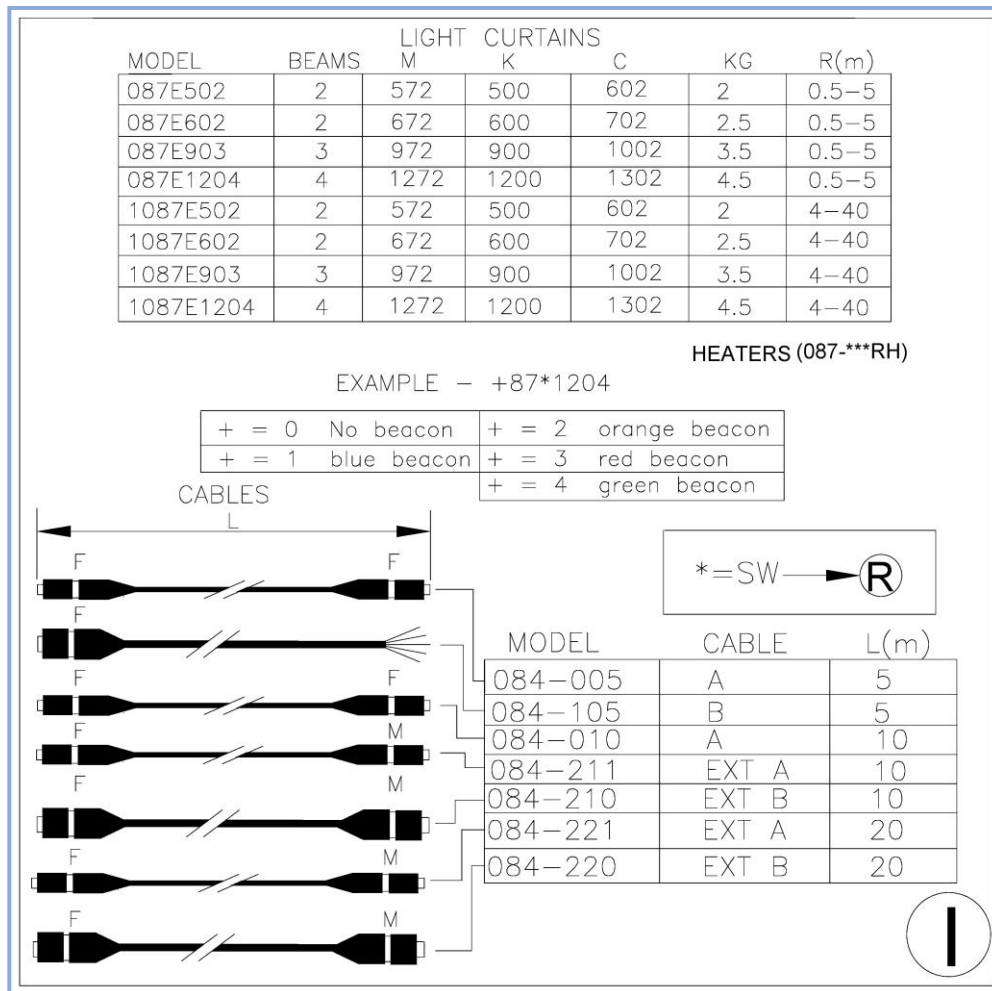 LIGHT CURTAINS
MODEL BEAMS M K C KG R(m)
087E502 2 572 500 602 2 0.5-5
087E602 2 672 600 702 2.5 0.5-5
087E903 3 972 900 1002 3.5 0.5-5
087E1204 4 1272 1200 1302 4.5 0.5-5
1087E502 2 572 500 602 2 4-40
1087E602 2 672 600 702 2.5 4-40
1087E903 3 972 900 1002 3.5 4-40
1087E1204 4 1272 1200 1302 4.5 4-40
HEATERS (087-***RH)
EXAMPLE - +87*1204
+ = 0 No beacon + = 2 orange beacon
+ = 1 blue beacon + = 3 red beacon
+ = 4 green beacon
CABLES
L
F F
F
F F
F M
F M
F M
F M
*=SW R
MODEL CABLE L(m)
084-005 A 5
084-105 B 5
084-010 A 10
084-211 EXT A 10
084-210 EXT B 10
084-221 EXT A 20
084-220 EXT B 20
I